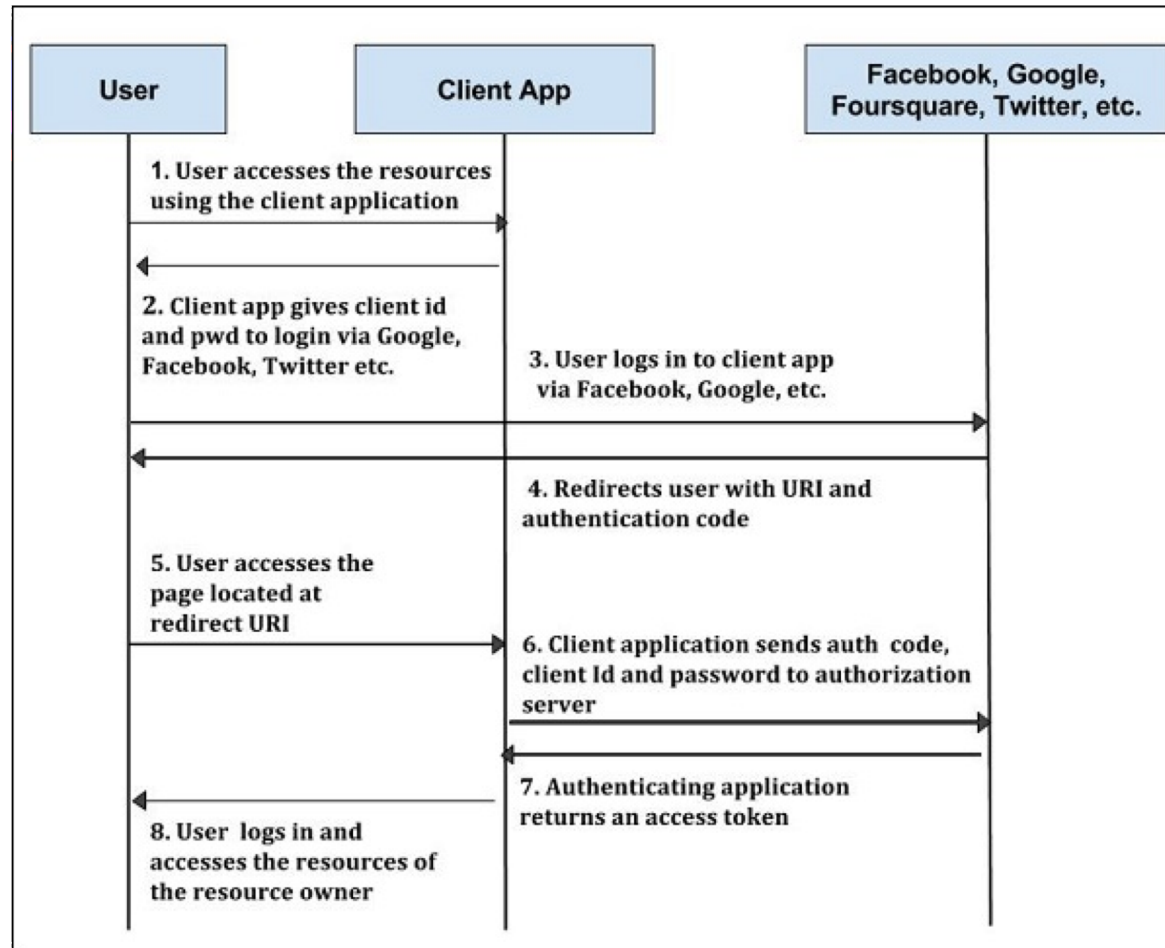 User
Client App
Facebook, Google,
Foursquare, Twitter, etc.
1. User accesses the resources
using the client application
2. Client app gives client id
and pwd to login via Google,
Facebook, Twitter etc.
3. User logs in to client app
via Facebook, Google, etc.
4. Redirects user with URI and
authentication code
5. User accesses the
page located at
redirect URI
6. Client application sends auth code,
client Id and password to authorization
server
7. Authenticating application
returns an access token
8. User logs in and
accesses the resources of
the resource owner